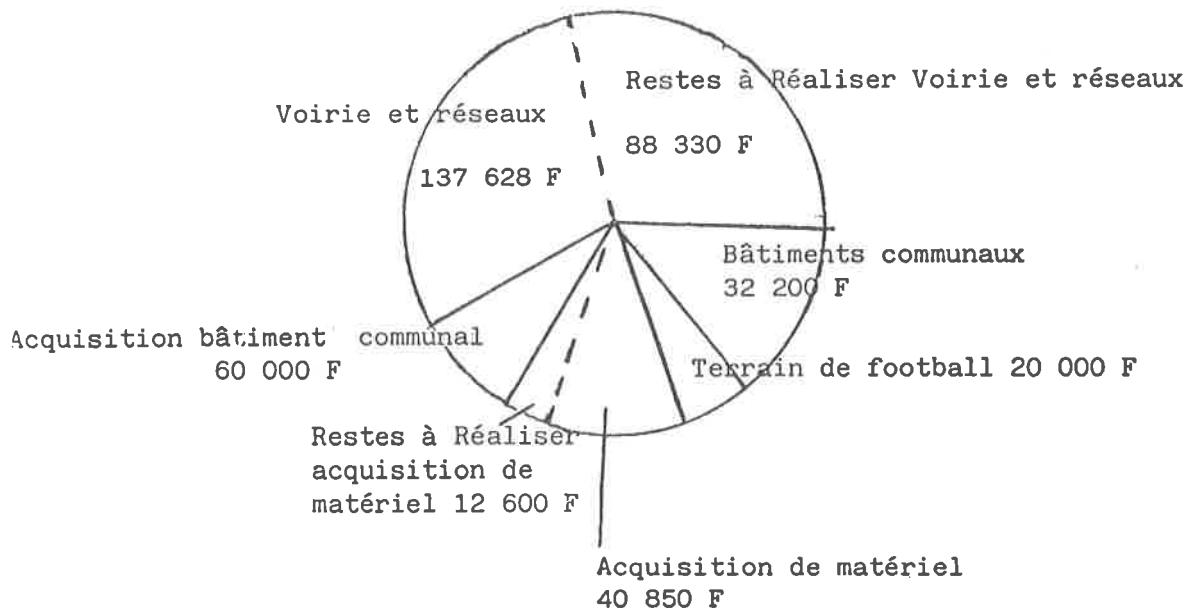 Restes à Réaliser Voirie et réseaux
88 330 F
Voirie et réseaux
137 628 F
Bâtiments communaux
32 200 F
Acquisition bâtiment communal
60 000 F
Terrain de football 20 000 F
Restes à Réaliser
acquisition de
matériel 12 600 F
Acquisition de matériel
40 850 F